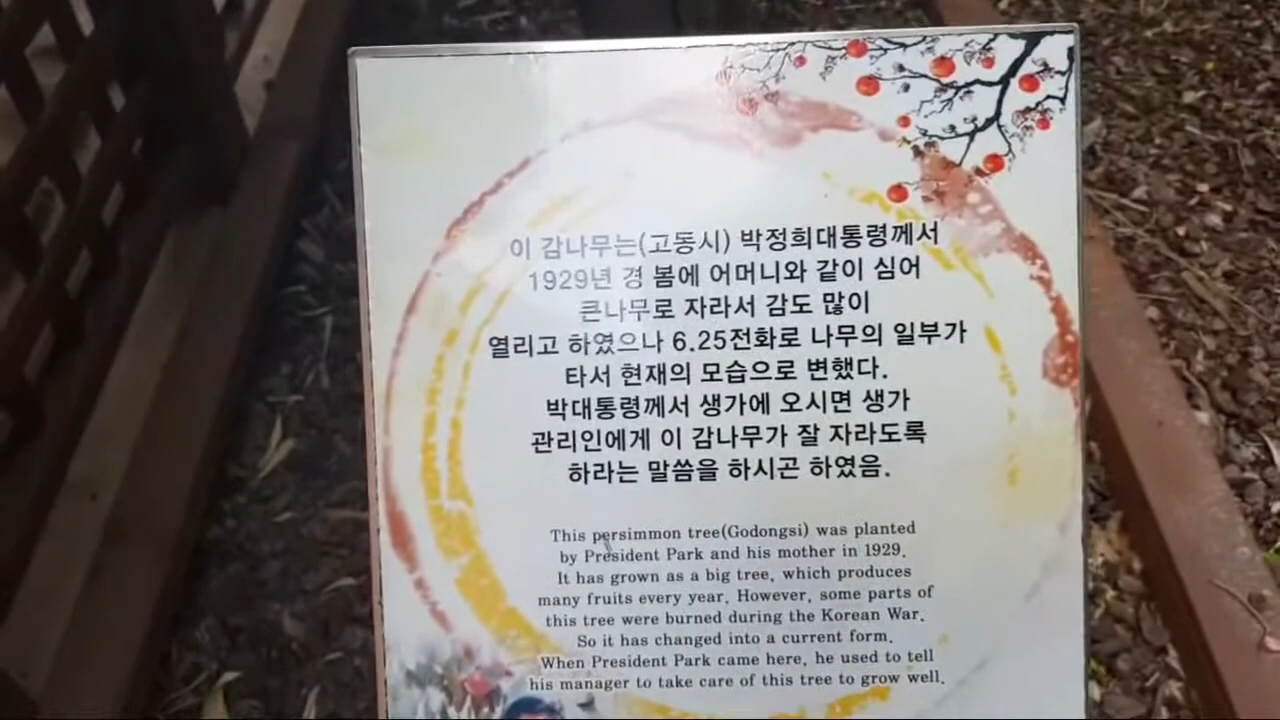 이 감나무는(고동시) 박정희대통령께서
1929년 경 봄에 어머니와 같이 심어
큰나무로 자라서 감도 많이
열리고 하였으나 6.25전화로 나무의 일부가
타서 현재의 모습으로 변했다.
박대통령께서 생가에 오시면 생가
관리인에게 이 감나무가 잘 자라도록
하라는 말씀을 하시곤 하였음.
This persimmon tree(Godongsi) was planted
by President Park and his mother in 1929.
It has grown as a big tree, which produces
many fruits every year. However, some parts of
this tree were burned during the Korean War.
So it has changed into a current form.
When President Park came here, he used to tell
his manager to take care of this tree to grow well.